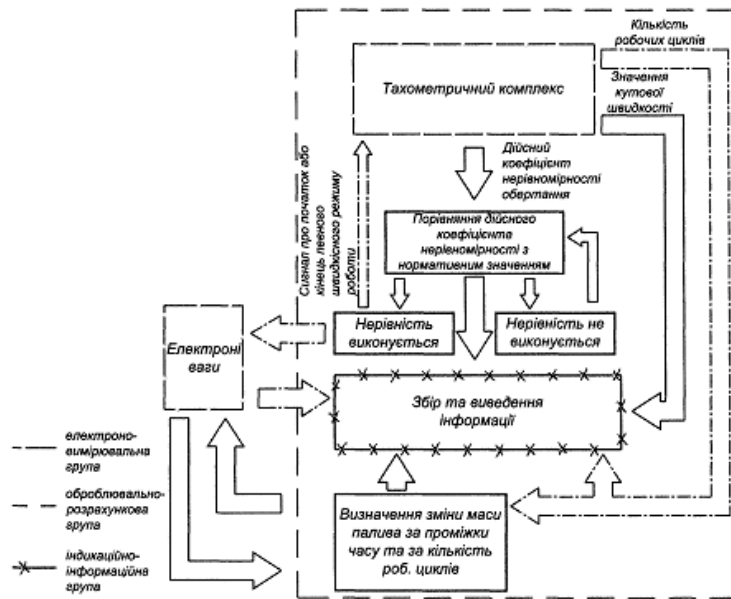 Кількість
робочих циклів
Значення
кутової
швидкості
Тахометричний комплекс
Дійсний
коефіцієнт
нерівномірності
обертання
Сигнал про початок або
кінець певного
швидкісного режиму
роботи
Порівняння дійсного
коефіцієнта
нерівномірності з
нормативним значенням
Нерівність
виконується
Нерівність не
виконується
Електроні
ваги
Збір та виведення
інформації
Визначення зміни маси
палива за проміжки
часу та за кількість
роб. циклів
електроно-
вимірювальна
група
оброблювально-
розрахункова
група
індикаційно-
інформаційна
група